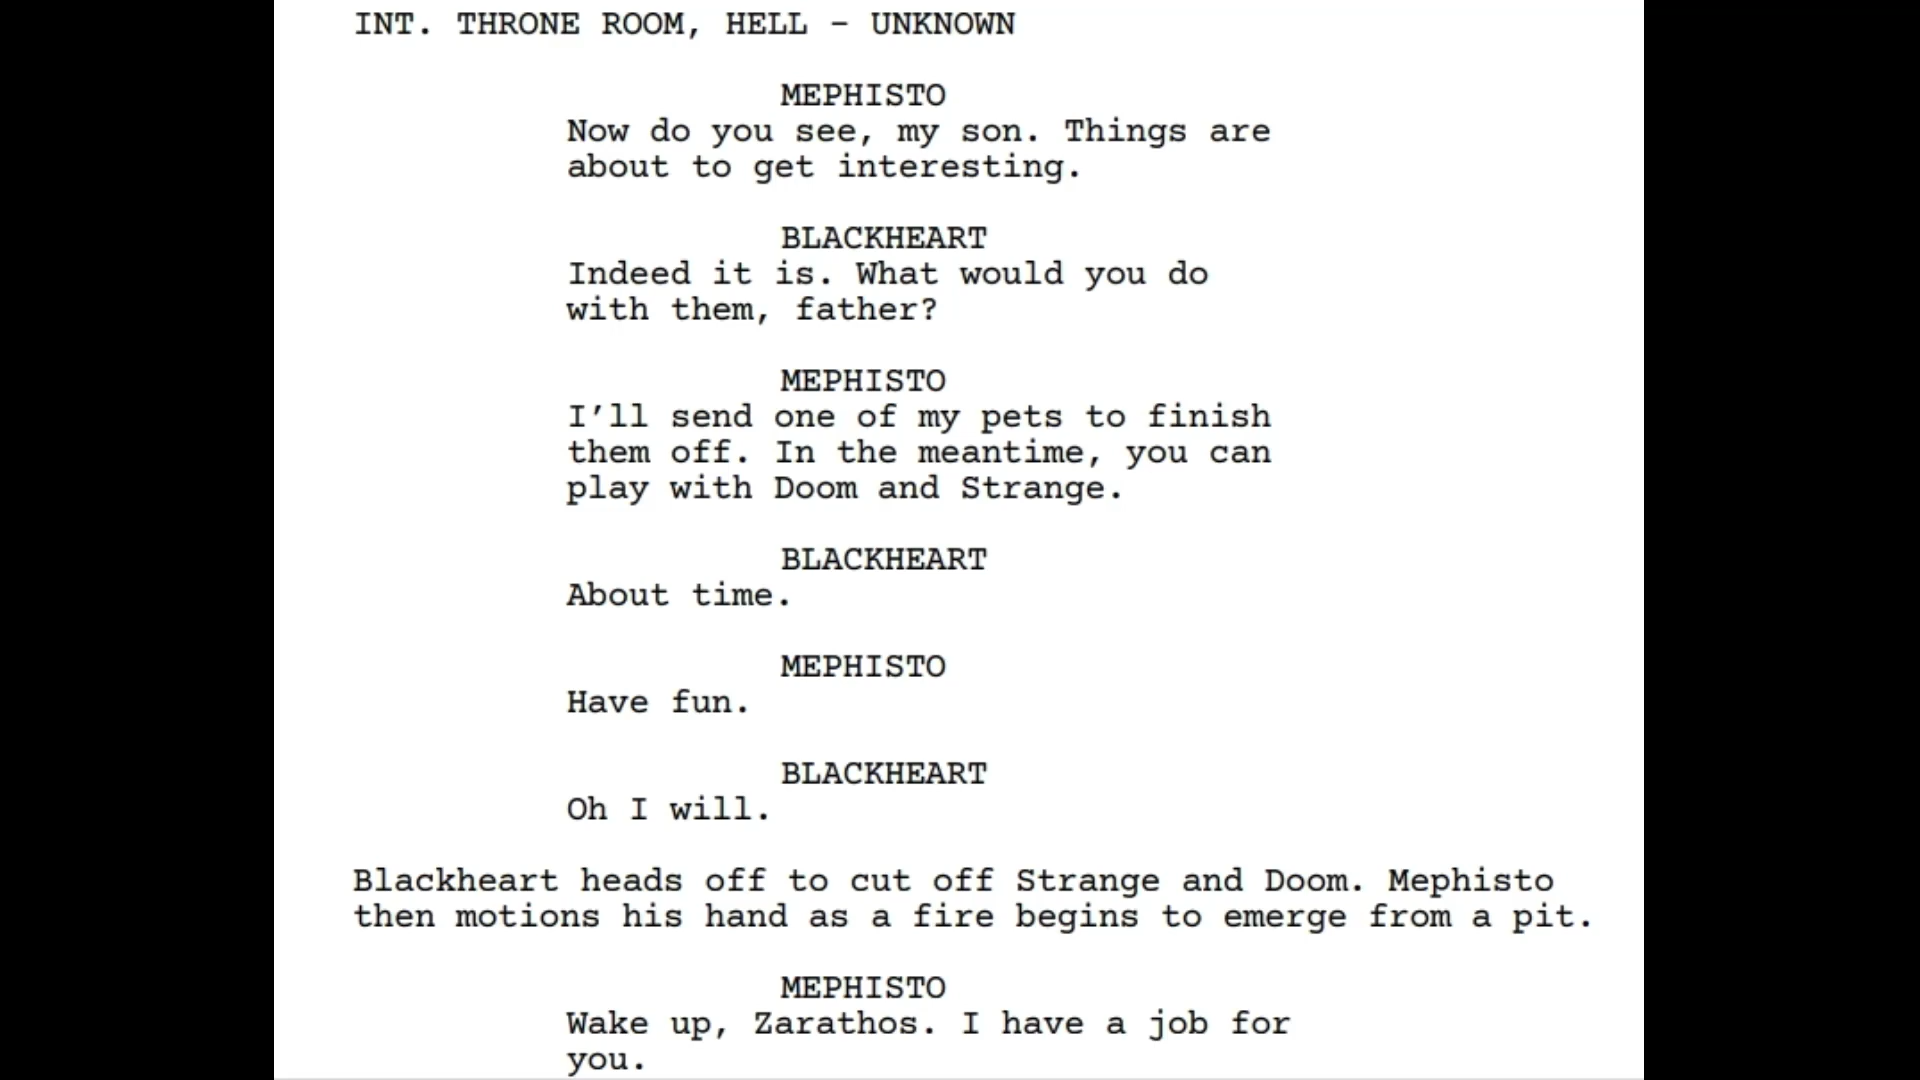 INT. THRONE ROOM, HELL – UNKNOWN
MEPHISTO
Now do you see, my son. Things are
about to get interesting.
BLACKHEART
Indeed it is. What would you do
with them, father?
MEPHISTO
I’ll send one of my pets to finish
them off. In the meantime, you can
play with Doom and Strange.
BLACKHEART
About time.
MEPHISTO
Have fun.
BLACKHEART
Oh I will.
Blackheart heads off to cut off Strange and Doom. Mephisto
then motions his hand as a fire begins to emerge from a pit.
MEPHISTO
Wake up, Zarathos. I have a job for
you.